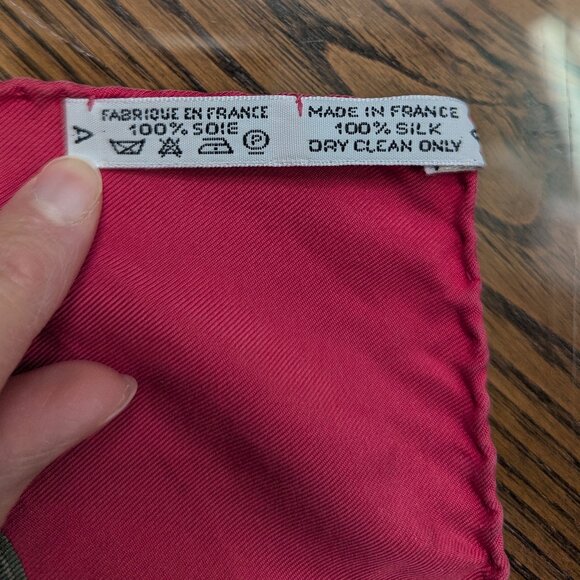 FABRIQUE EN FRANCE
100% SOIE
A
P
MADE IN FRANCE
100% SILK
DRY CLEAN ONLY